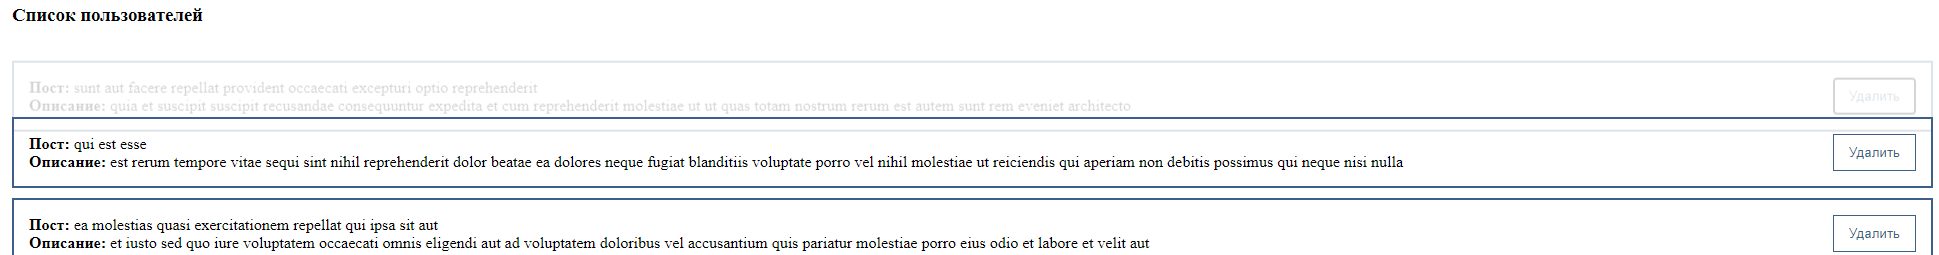 Список пользователей
Пост: sunt aut facere repellat provident occaecati excepturi optio reprehenderit
Описание: quia et suscipit suscipit recusandae consequuntur expedita et cum reprehenderit molestiae ut ut quas totam nostrum rerum est autem sunt rem eveniet architecto
Удалить
Пост: qui est esse
Описание: est rerum tempore vitae sequi sint nihil reprehenderit dolor beatae ea dolores neque fugiat blanditiis voluptate porro vel nihil molestiae ut reiciendis qui aperiam non debitis possimus qui neque nisi nulla
Удалить
Пост: ea molestias quasi exercitationem repellat qui ipsa sit aut
Описание: et iusto sed quo iure voluptatem occaecati omnis eligendi aut ad voluptatem doloribus vel accusantium quis pariatur molestiae porro eius odio et labore et velit aut
Удалить